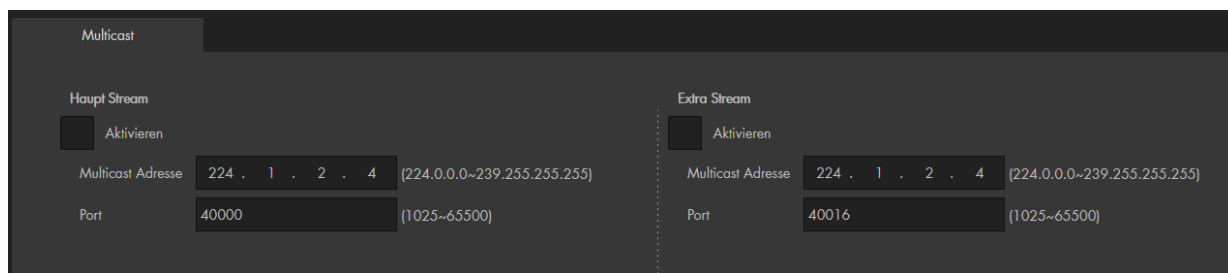 Multicast
Haupt Stream
Aktivieren
Multicast Adresse 224 . 1 . 2 . 4 (224.0.0.0~239.255.255.255)
Port 40000 (1025~65500)
Extra Stream
Aktivieren
Multicast Adresse 224 . 1 . 2 . 4 (224.0.0.0~239.255.255.255)
Port 40016 (1025~65500)